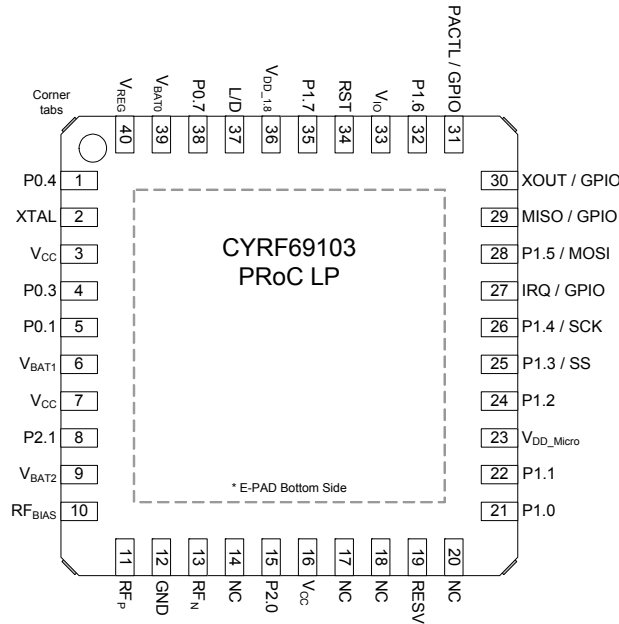 PACTL / GPIO
P1.6
VIO
RST
P1.7
VDD_1.8
L/D
P0.7
VBAT0
VREG
Corner
tabs
40
39
38
37
36
35
34
33
32
31
P0.4 1
XTAL 2
VCC 3
P0.3 4
P0.1 5
VBAT1 6
VCC 7
P2.1 8
VBAT2 9
RFBIAS 10
CYRF69103
PRoC LP
* E-PAD Bottom Side
30 XOUT / GPIO
29 MISO / GPIO
28 P1.5 / MOSI
27 IRQ / GPIO
26 P1.4 / SCK
25 P1.3 / SS
24 P1.2
23 VDD_Micro
22 P1.1
21 P1.0
11
12
13
14
15
16
17
18
19
20
RFP
GND
RFN
NC
P2.0
VCC
NC
NC
RESV
NC